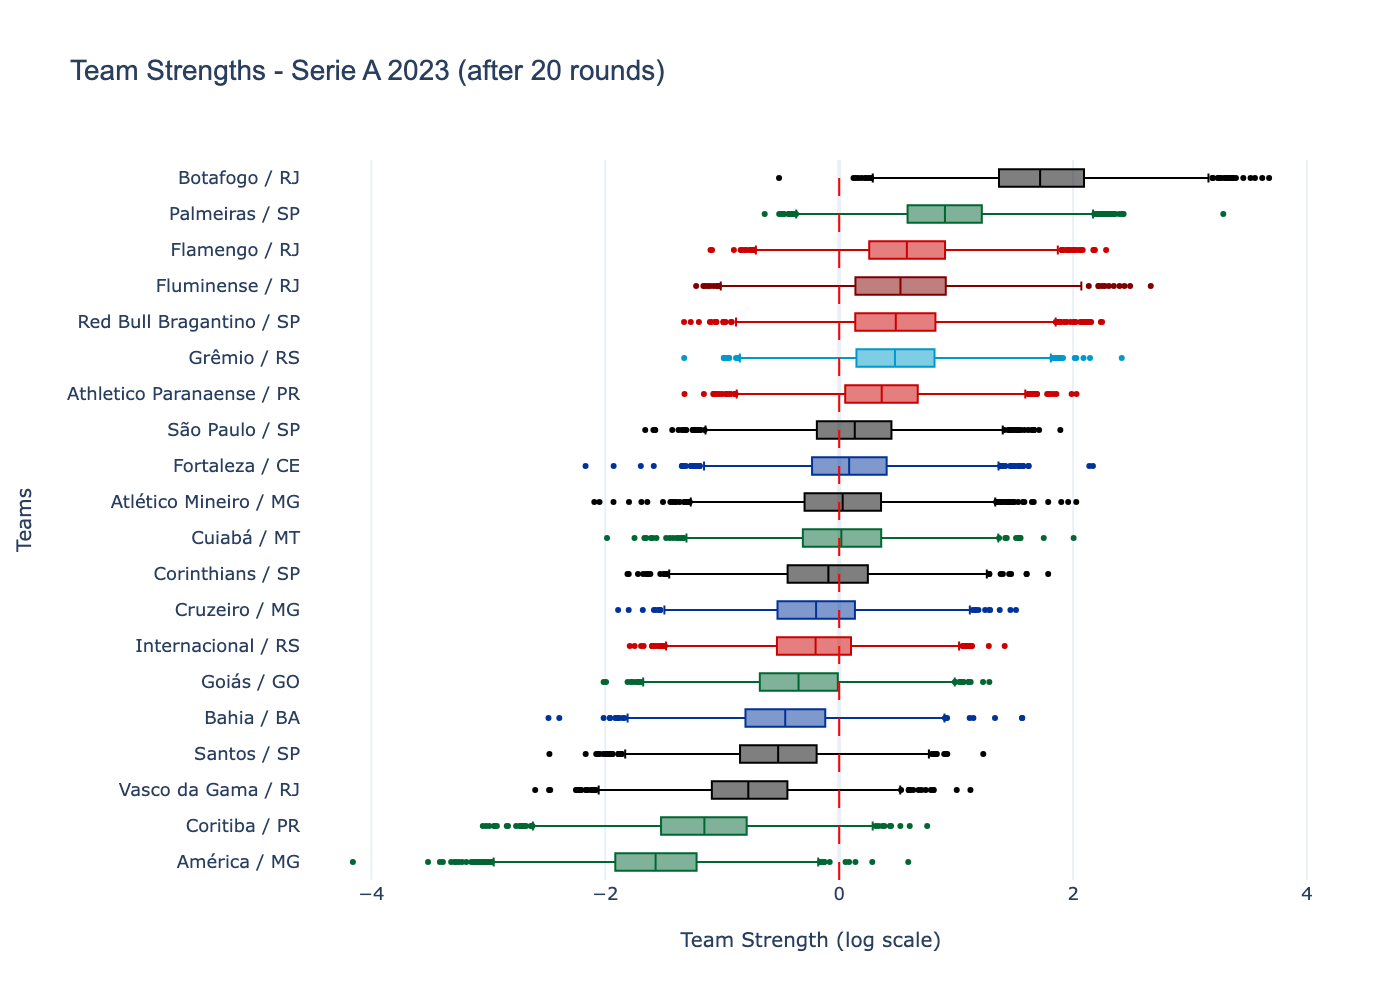 Team Strengths - Serie A 2023 (after 20 rounds)
Teams
Botafogo / RJ
Palmeiras / SP
Flamengo / RJ
Fluminense / RJ
Red Bull Bragantino / SP
Grêmio / RS
Athletico Paranaense / PR
São Paulo / SP
Fortaleza / CE
Atlético Mineiro / MG
Cuiabá / MT
Corinthians / SP
Cruzeiro / MG
Internacional / RS
Goiás / GO
Bahia / BA
Santos / SP
Vasco da Gama / RJ
Coritiba / PR
América / MG
−4 −2 0 2 4
Team Strength (log scale)